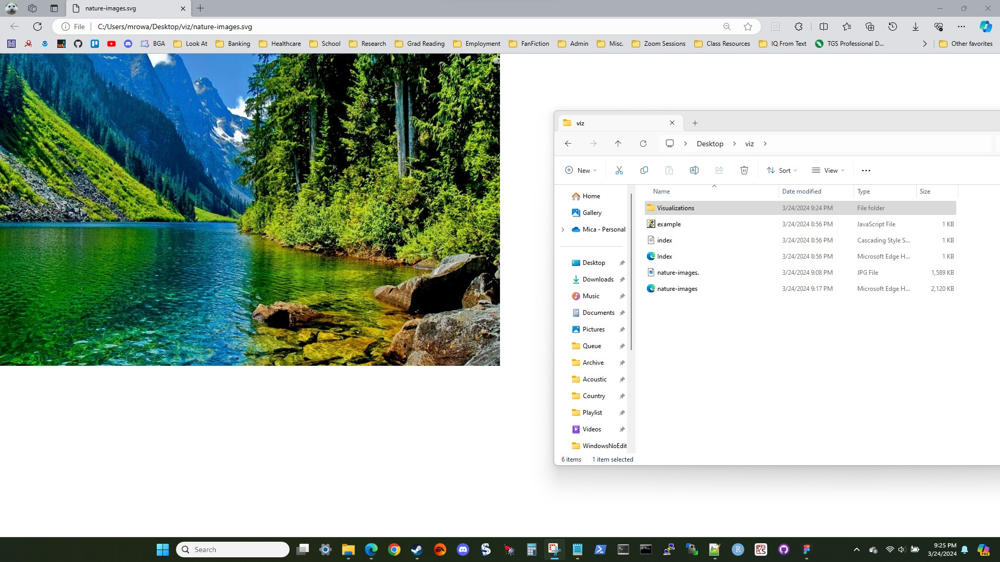 nature-images.svg
File
C:/Users/mrowa/Desktop/viz/nature-images.svg
BGA Look At Banking Healthcare School Research Grad Reading Employment FanFiction Admin Misc. Zoom Sessions Class Resources IQ From Text TGS Professional D... Other favorites
viz
Desktop viz
New Sort View
Name Date modified Type Size
Home
Gallery
Mica - Personal
Desktop
Downloads
Music
Documents
Pictures
Queue
Archive
Acoustic
Country
Playlist
Videos
WindowsNoEdit
Visualizations 3/24/2024 9:24 PM File folder
example 3/24/2024 8:56 PM JavaScript File 1 KB
index 3/24/2024 8:56 PM Cascading Style S... 1 KB
Index 3/24/2024 8:56 PM Microsoft Edge H... 1 KB
nature-images. 3/24/2024 9:08 PM JPG File 1,589 KB
nature-images 3/24/2024 9:17 PM Microsoft Edge H... 2,120 KB
6 items 1 item selected
Search
9:25 PM
3/24/2024